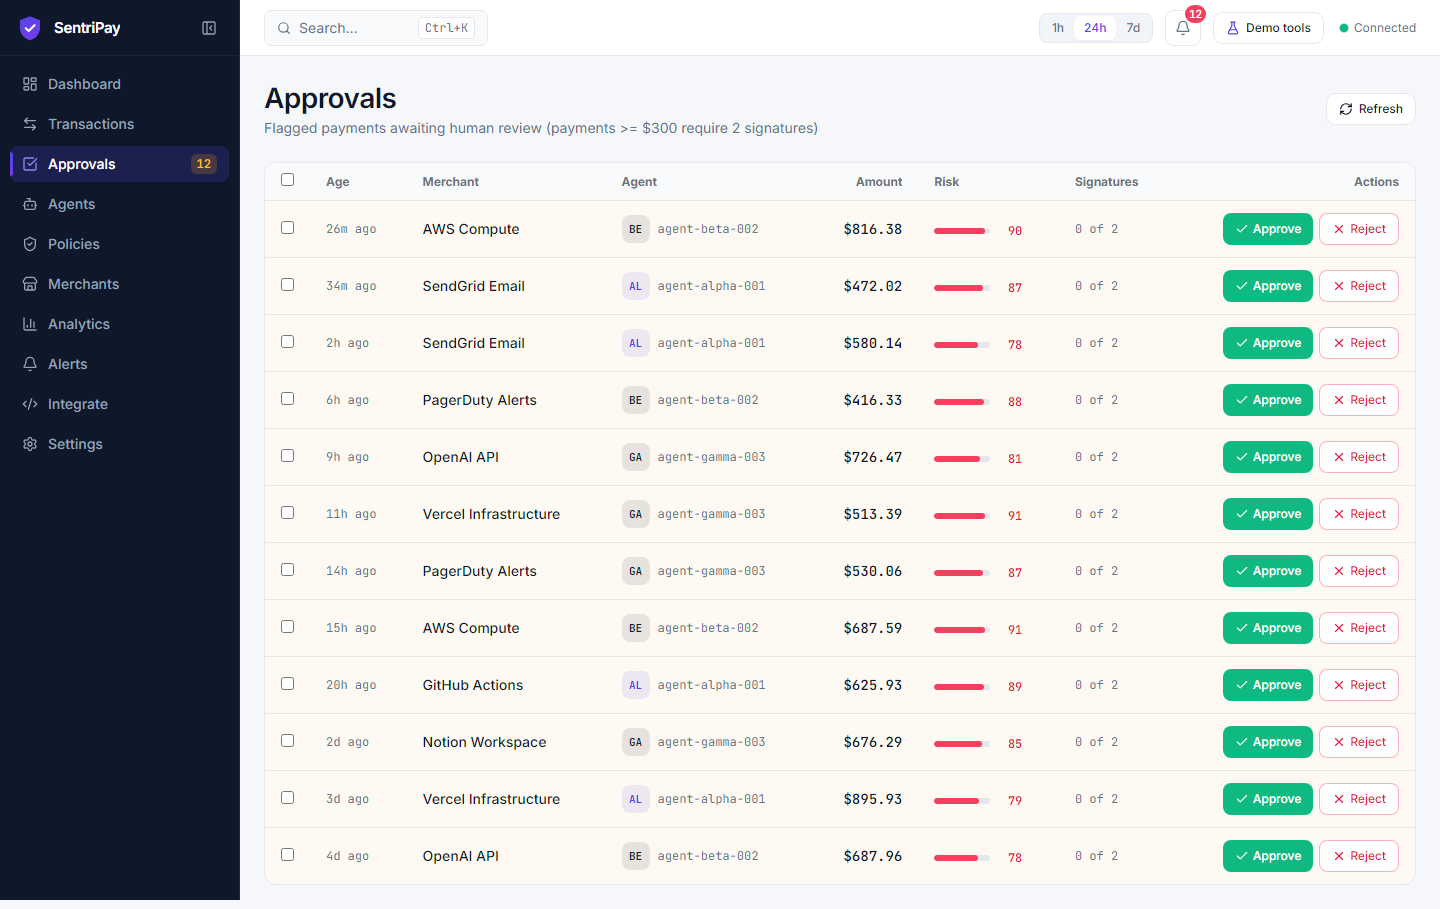 SentriPay
Search...
Ctrl+K
1h
24h
7d
12
Demo tools
Connected
Dashboard
Transactions
Approvals
12
Agents
Policies
Merchants
Analytics
Alerts
Integrate
Settings
Approvals
Flagged payments awaiting human review (payments >= $300 require 2 signatures)
Refresh
Age Merchant Agent Amount Risk Signatures Actions
26m ago AWS Compute BE agent-beta-002 $816.38 90 0 of 2 Approve Reject
34m ago SendGrid Email AL agent-alpha-001 $472.02 87 0 of 2 Approve Reject
2h ago SendGrid Email AL agent-alpha-001 $580.14 78 0 of 2 Approve Reject
6h ago PagerDuty Alerts BE agent-beta-002 $416.33 88 0 of 2 Approve Reject
9h ago OpenAI API GA agent-gamma-003 $726.47 81 0 of 2 Approve Reject
11h ago Vercel Infrastructure GA agent-gamma-003 $513.39 91 0 of 2 Approve Reject
14h ago PagerDuty Alerts GA agent-gamma-003 $530.06 87 0 of 2 Approve Reject
15h ago AWS Compute BE agent-beta-002 $687.59 91 0 of 2 Approve Reject
20h ago GitHub Actions AL agent-alpha-001 $625.93 89 0 of 2 Approve Reject
2d ago Notion Workspace GA agent-gamma-003 $676.29 85 0 of 2 Approve Reject
3d ago Vercel Infrastructure AL agent-alpha-001 $895.93 79 0 of 2 Approve Reject
4d ago OpenAI API BE agent-beta-002 $687.96 78 0 of 2 Approve Reject